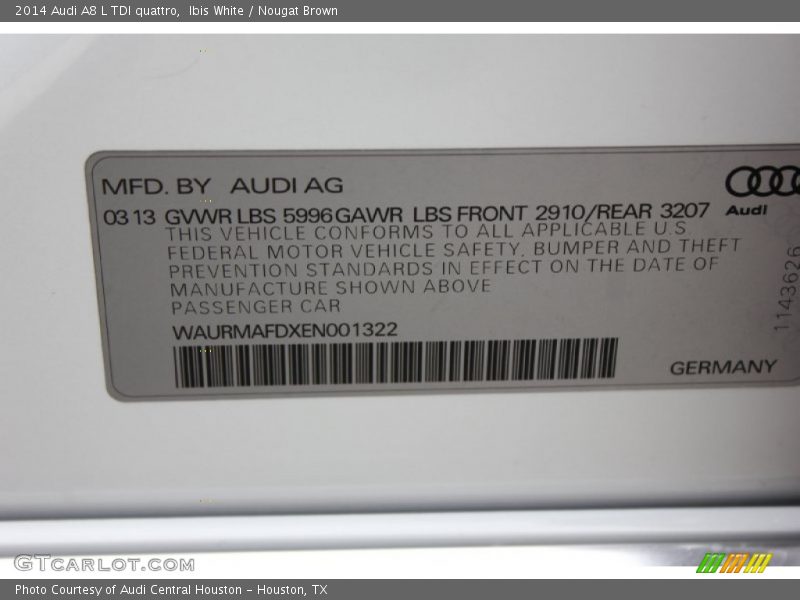 2014 Audi A8 L TDI quattro,  Ibis White / Nougat Brown
MFD. BY AUDI AG
03 13 GVWR LBS 5996 GAWR LBS FRONT 2910/REAR 3207
Audi
THIS VEHICLE CONFORMS TO ALL APPLICABLE U.S
FEDERAL MOTOR VEHICLE SAFETY, BUMPER AND THEFT
PREVENTION STANDARDS IN EFFECT ON THE DATE OF
MANUFACTURE SHOWN ABOVE
PASSENGER CAR
WAURMAFDXEN001322
1143626
GERMANY
GTCARLOT.COM
Photo Courtesy of Audi Central Houston - Houston, TX